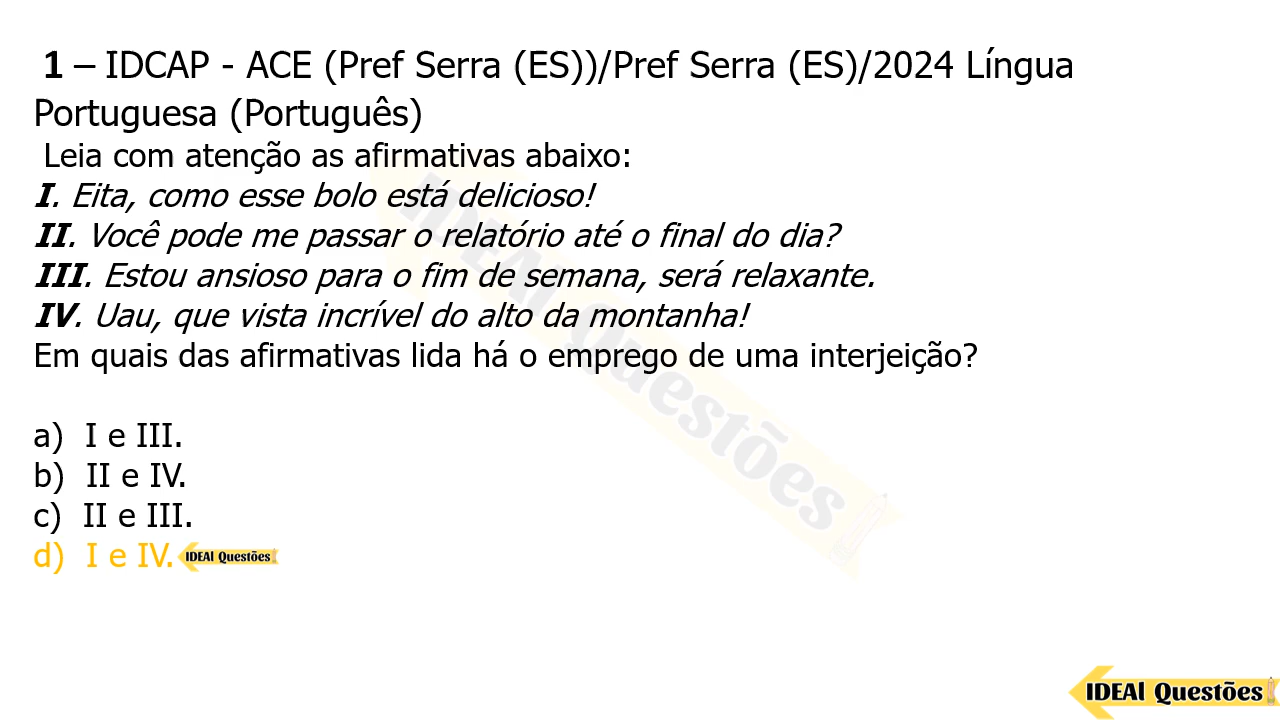 1 – IDCAP - ACE (Pref Serra (ES))/Pref Serra (ES)/2024 Língua
Portuguesa (Português)
Leia com atenção as afirmativas abaixo:
I. Eita, como esse bolo está delicioso!
II. Você pode me passar o relatório até o final do dia?
III. Estou ansioso para o fim de semana, será relaxante.
IV. Uau, que vista incrível do alto da montanha!
Em quais das afirmativas lida há o emprego de uma interjeição?
a) I e III.
b) II e IV.
c) II e III.
d) I e IV. IDEAl Questões
IDEAl Questões
IDEAl Questões